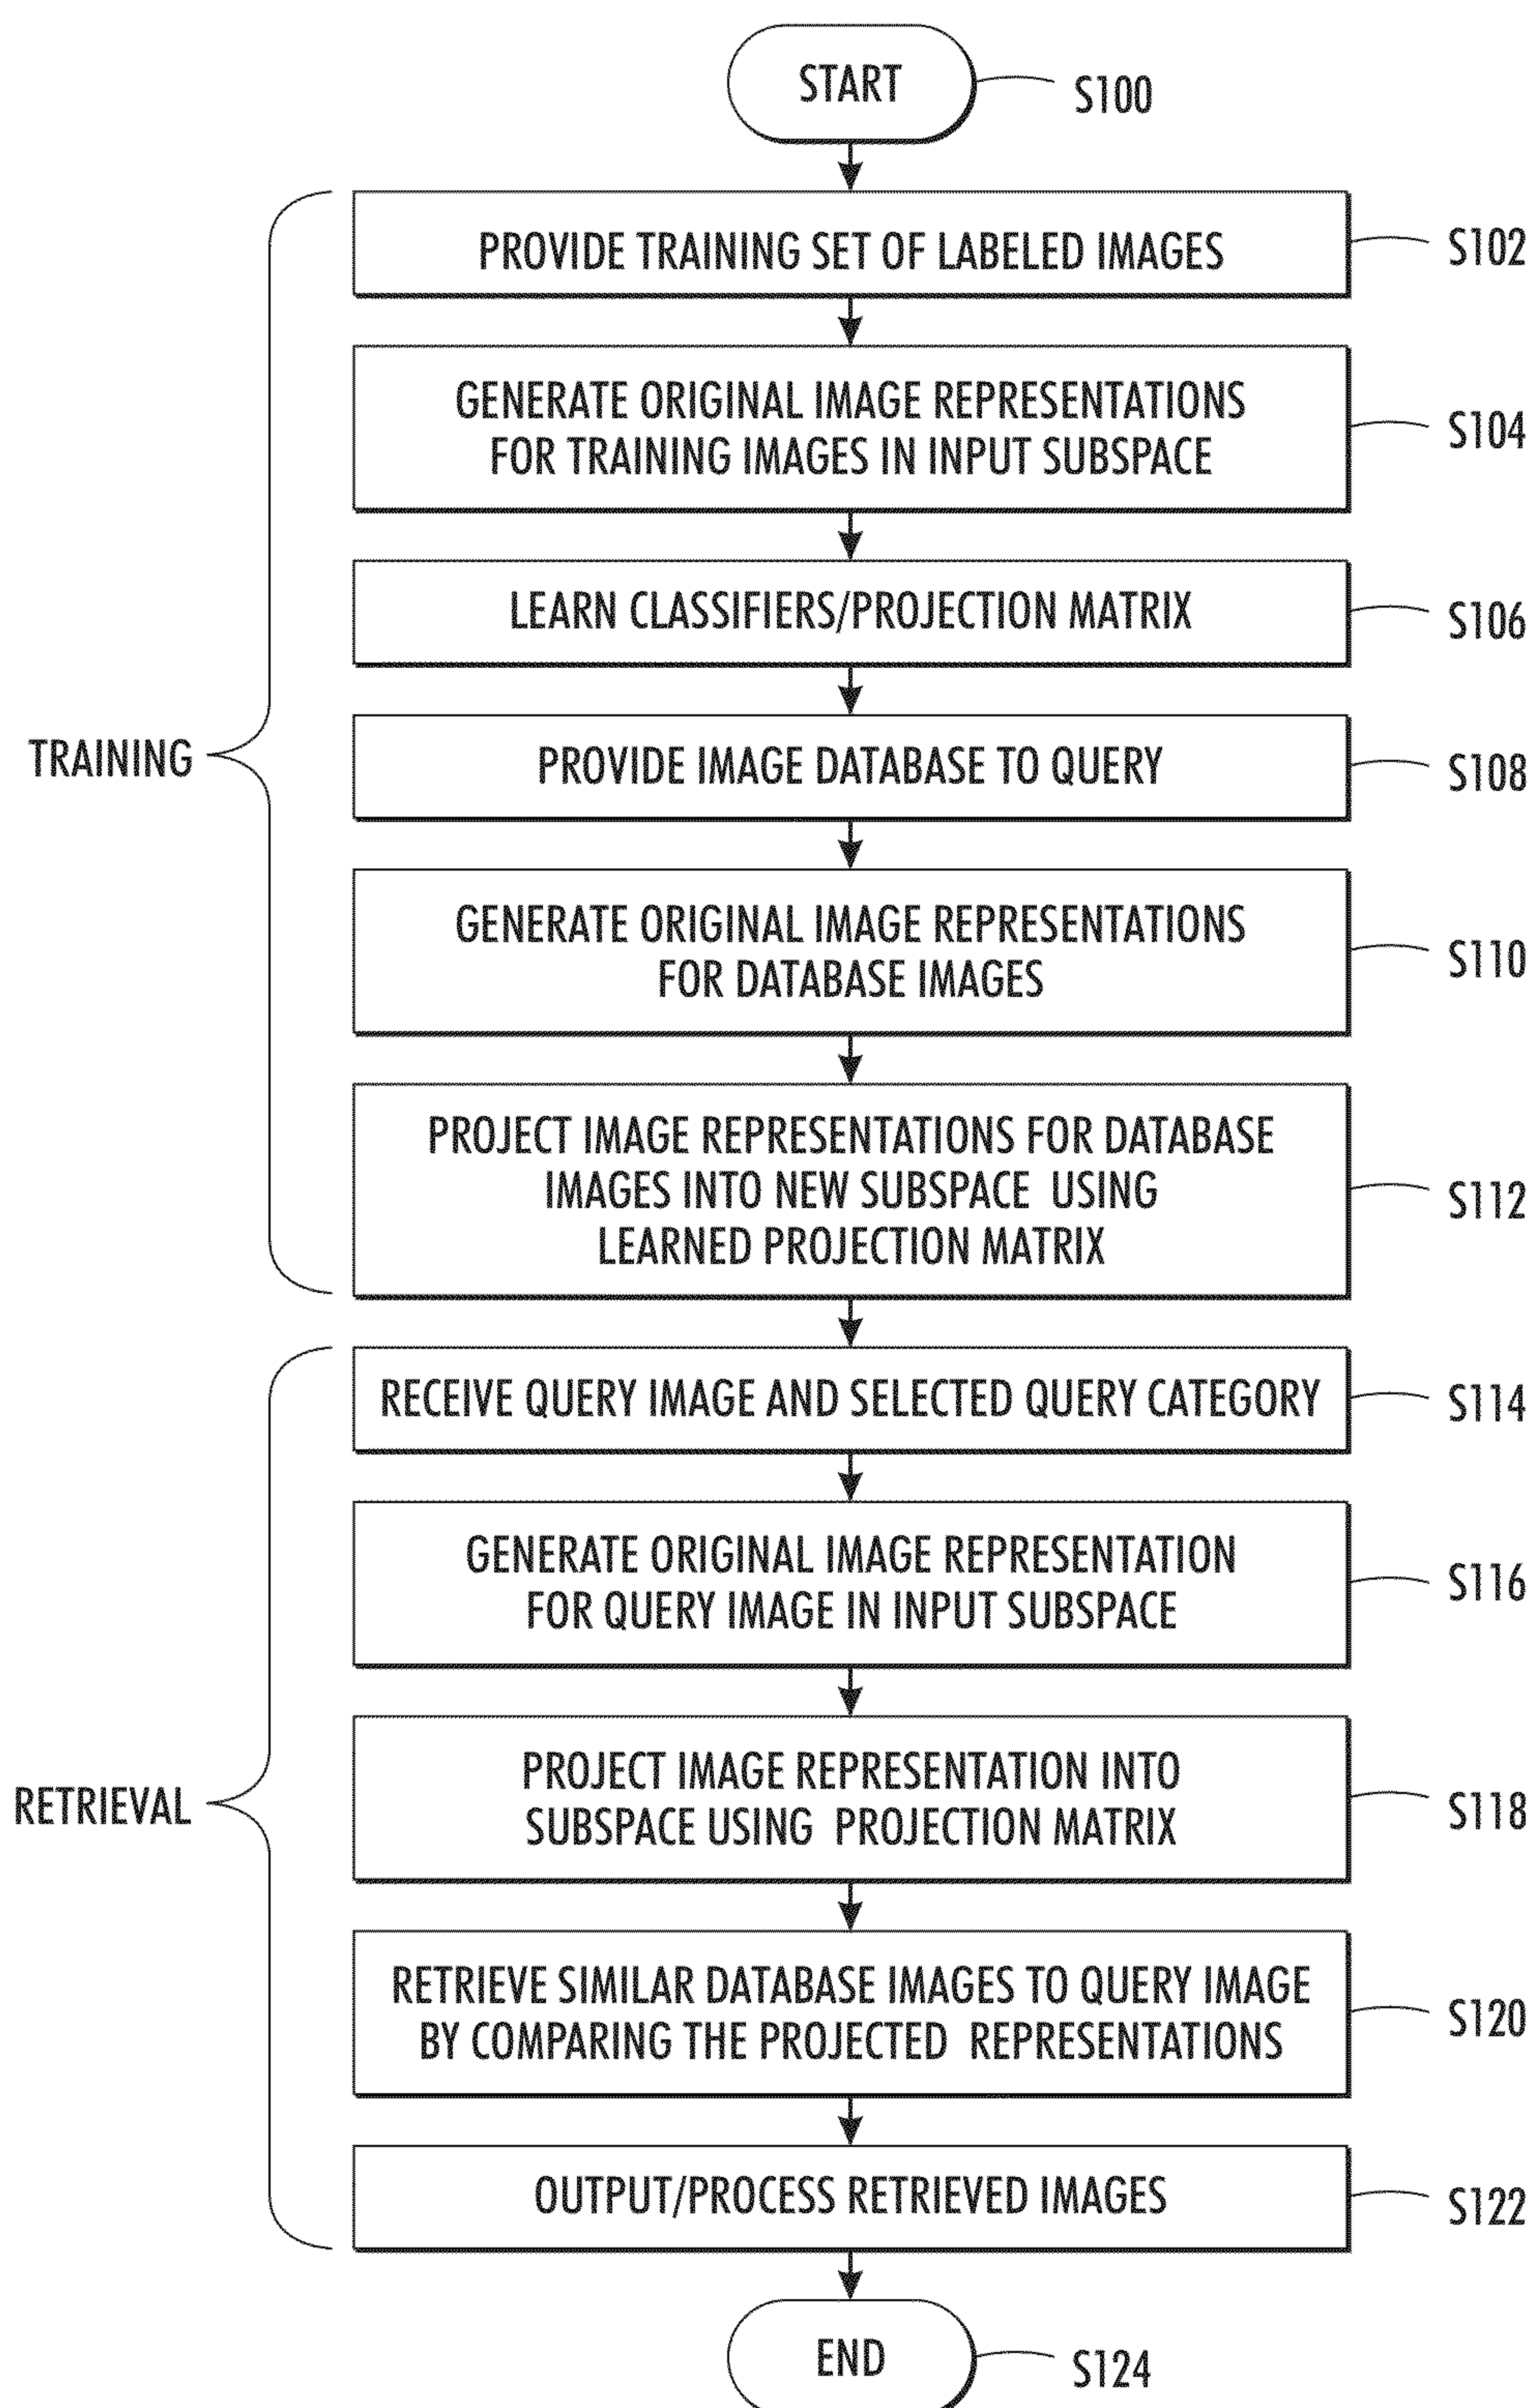 START
S100
PROVIDE TRAINING SET OF LABELED IMAGES
S102
GENERATE ORIGINAL IMAGE REPRESENTATIONS
FOR TRAINING IMAGES IN INPUT SUBSPACE
S104
LEARN CLASSIFIERS/PROJECTION MATRIX
S106
TRAINING
PROVIDE IMAGE DATABASE TO QUERY
S108
GENERATE ORIGINAL IMAGE REPRESENTATIONS
FOR DATABASE IMAGES
S110
PROJECT IMAGE REPRESENTATIONS FOR DATABASE
IMAGES INTO NEW SUBSPACE USING
LEARNED PROJECTION MATRIX
S112
RECEIVE QUERY IMAGE AND SELECTED QUERY CATEGORY
S114
GENERATE ORIGINAL IMAGE REPRESENTATION
FOR QUERY IMAGE IN INPUT SUBSPACE
S116
RETRIEVAL
PROJECT IMAGE REPRESENTATION INTO
SUBSPACE USING PROJECTION MATRIX
S118
RETRIEVE SIMILAR DATABASE IMAGES TO QUERY IMAGE
BY COMPARING THE PROJECTED REPRESENTATIONS
S120
OUTPUT/PROCESS RETRIEVED IMAGES
S122
END
S124